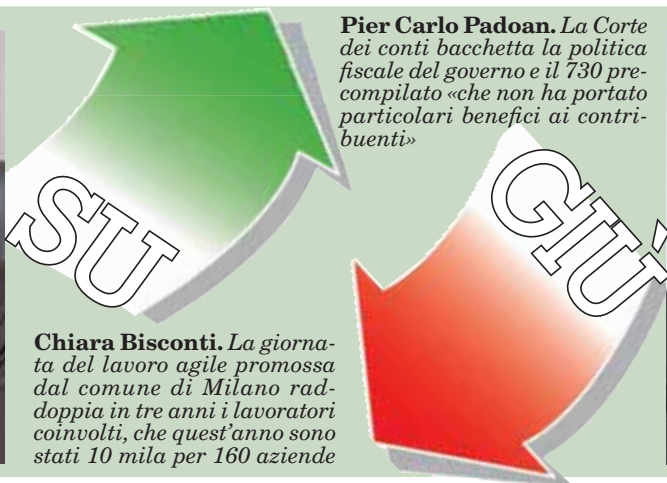 Pier Carlo Padoan. La Corte
dei conti bacchetta la politica
fiscale del governo e il 730 pre-
compilato «che non ha portato
particolari benefici ai contri-
buenti»
SU
GIÙ
Chiara Bisconti. La giorna-
ta del lavoro agile promossa
dal comune di Milano rad-
doppia in tre anni i lavoratori
coinvolti, che quest'anno sono
stati 10 mila per 160 aziende